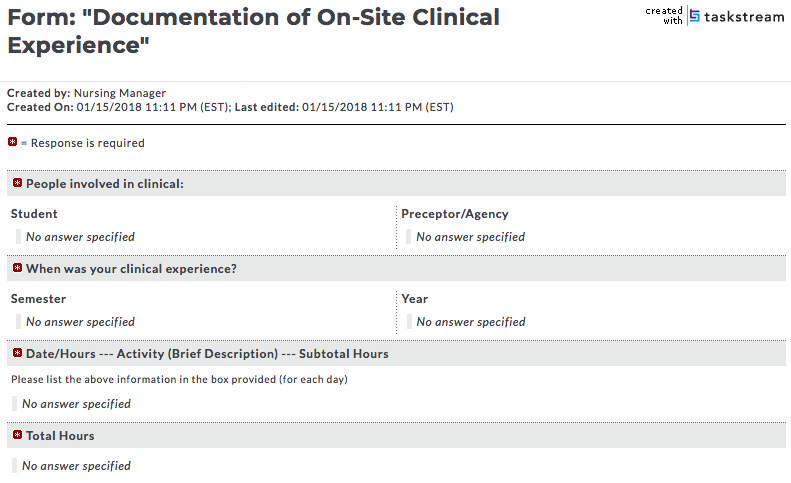 Form: "Documentation of On-Site Clinical
Experience"
created
with taskstream
Created by: Nursing Manager
Created On: 01/15/2018 11:11 PM (EST); Last edited: 01/15/2018 11:11 PM (EST)
* = Response is required
* People involved in clinical:
Student Preceptor/Agency
No answer specified No answer specified
* When was your clinical experience?
Semester Year
No answer specified No answer specified
* Date/Hours --- Activity (Brief Description) --- Subtotal Hours
Please list the above information in the box provided (for each day)
No answer specified
* Total Hours
No answer specified